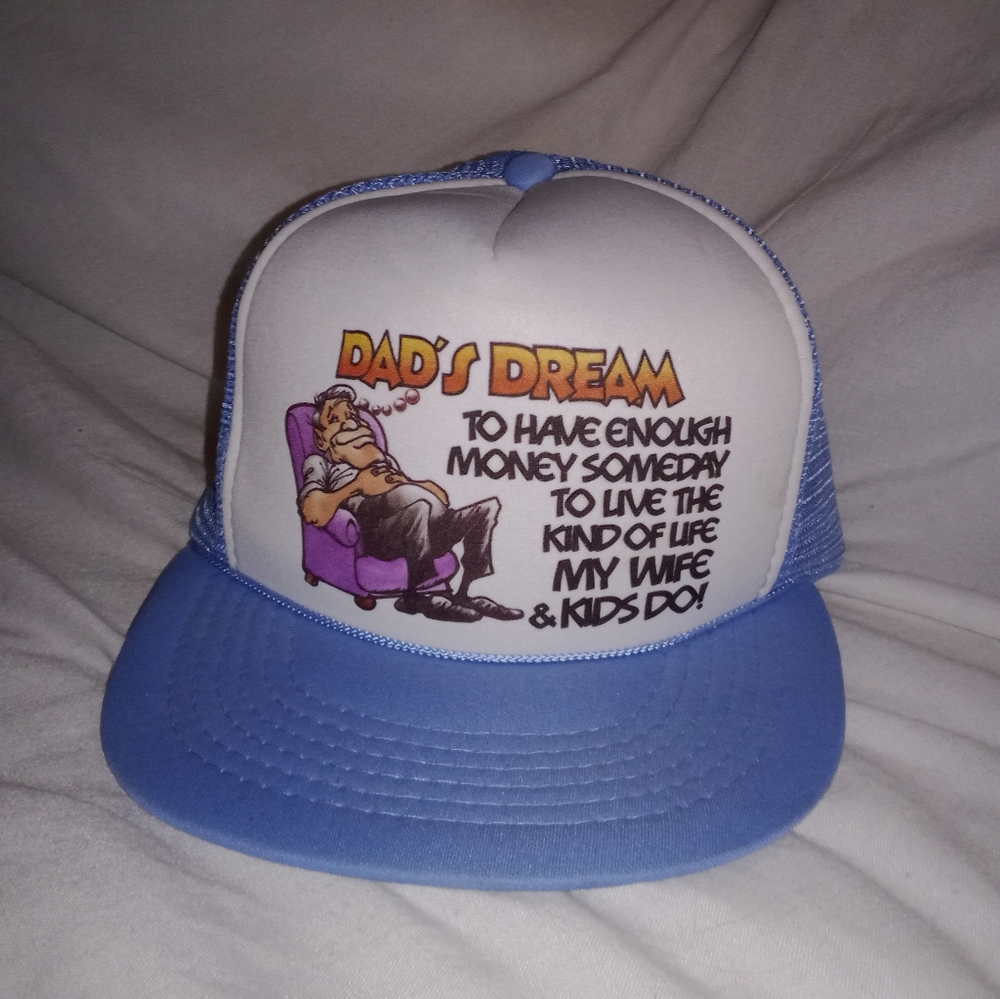 DAD'S DREAM
TO HAVE ENOUGH
MONEY SOMEDAY
TO LIVE THE
KIND OF LIFE
MY WIFE
& KIDS DO!